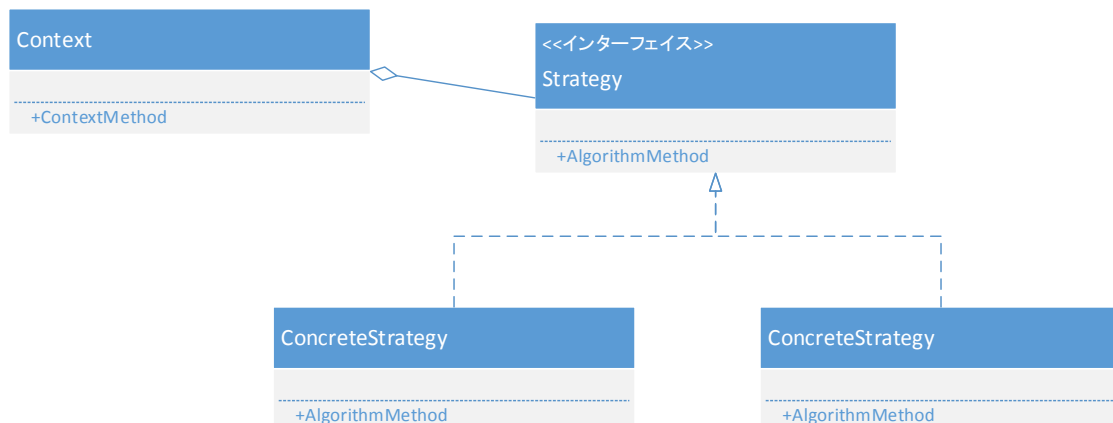 Context
+ContextMethod
<<インターフェイス>>
Strategy
+AlgorithmMethod
ConcreteStrategy
+AlgorithmMethod
ConcreteStrategy
+AlgorithmMethod